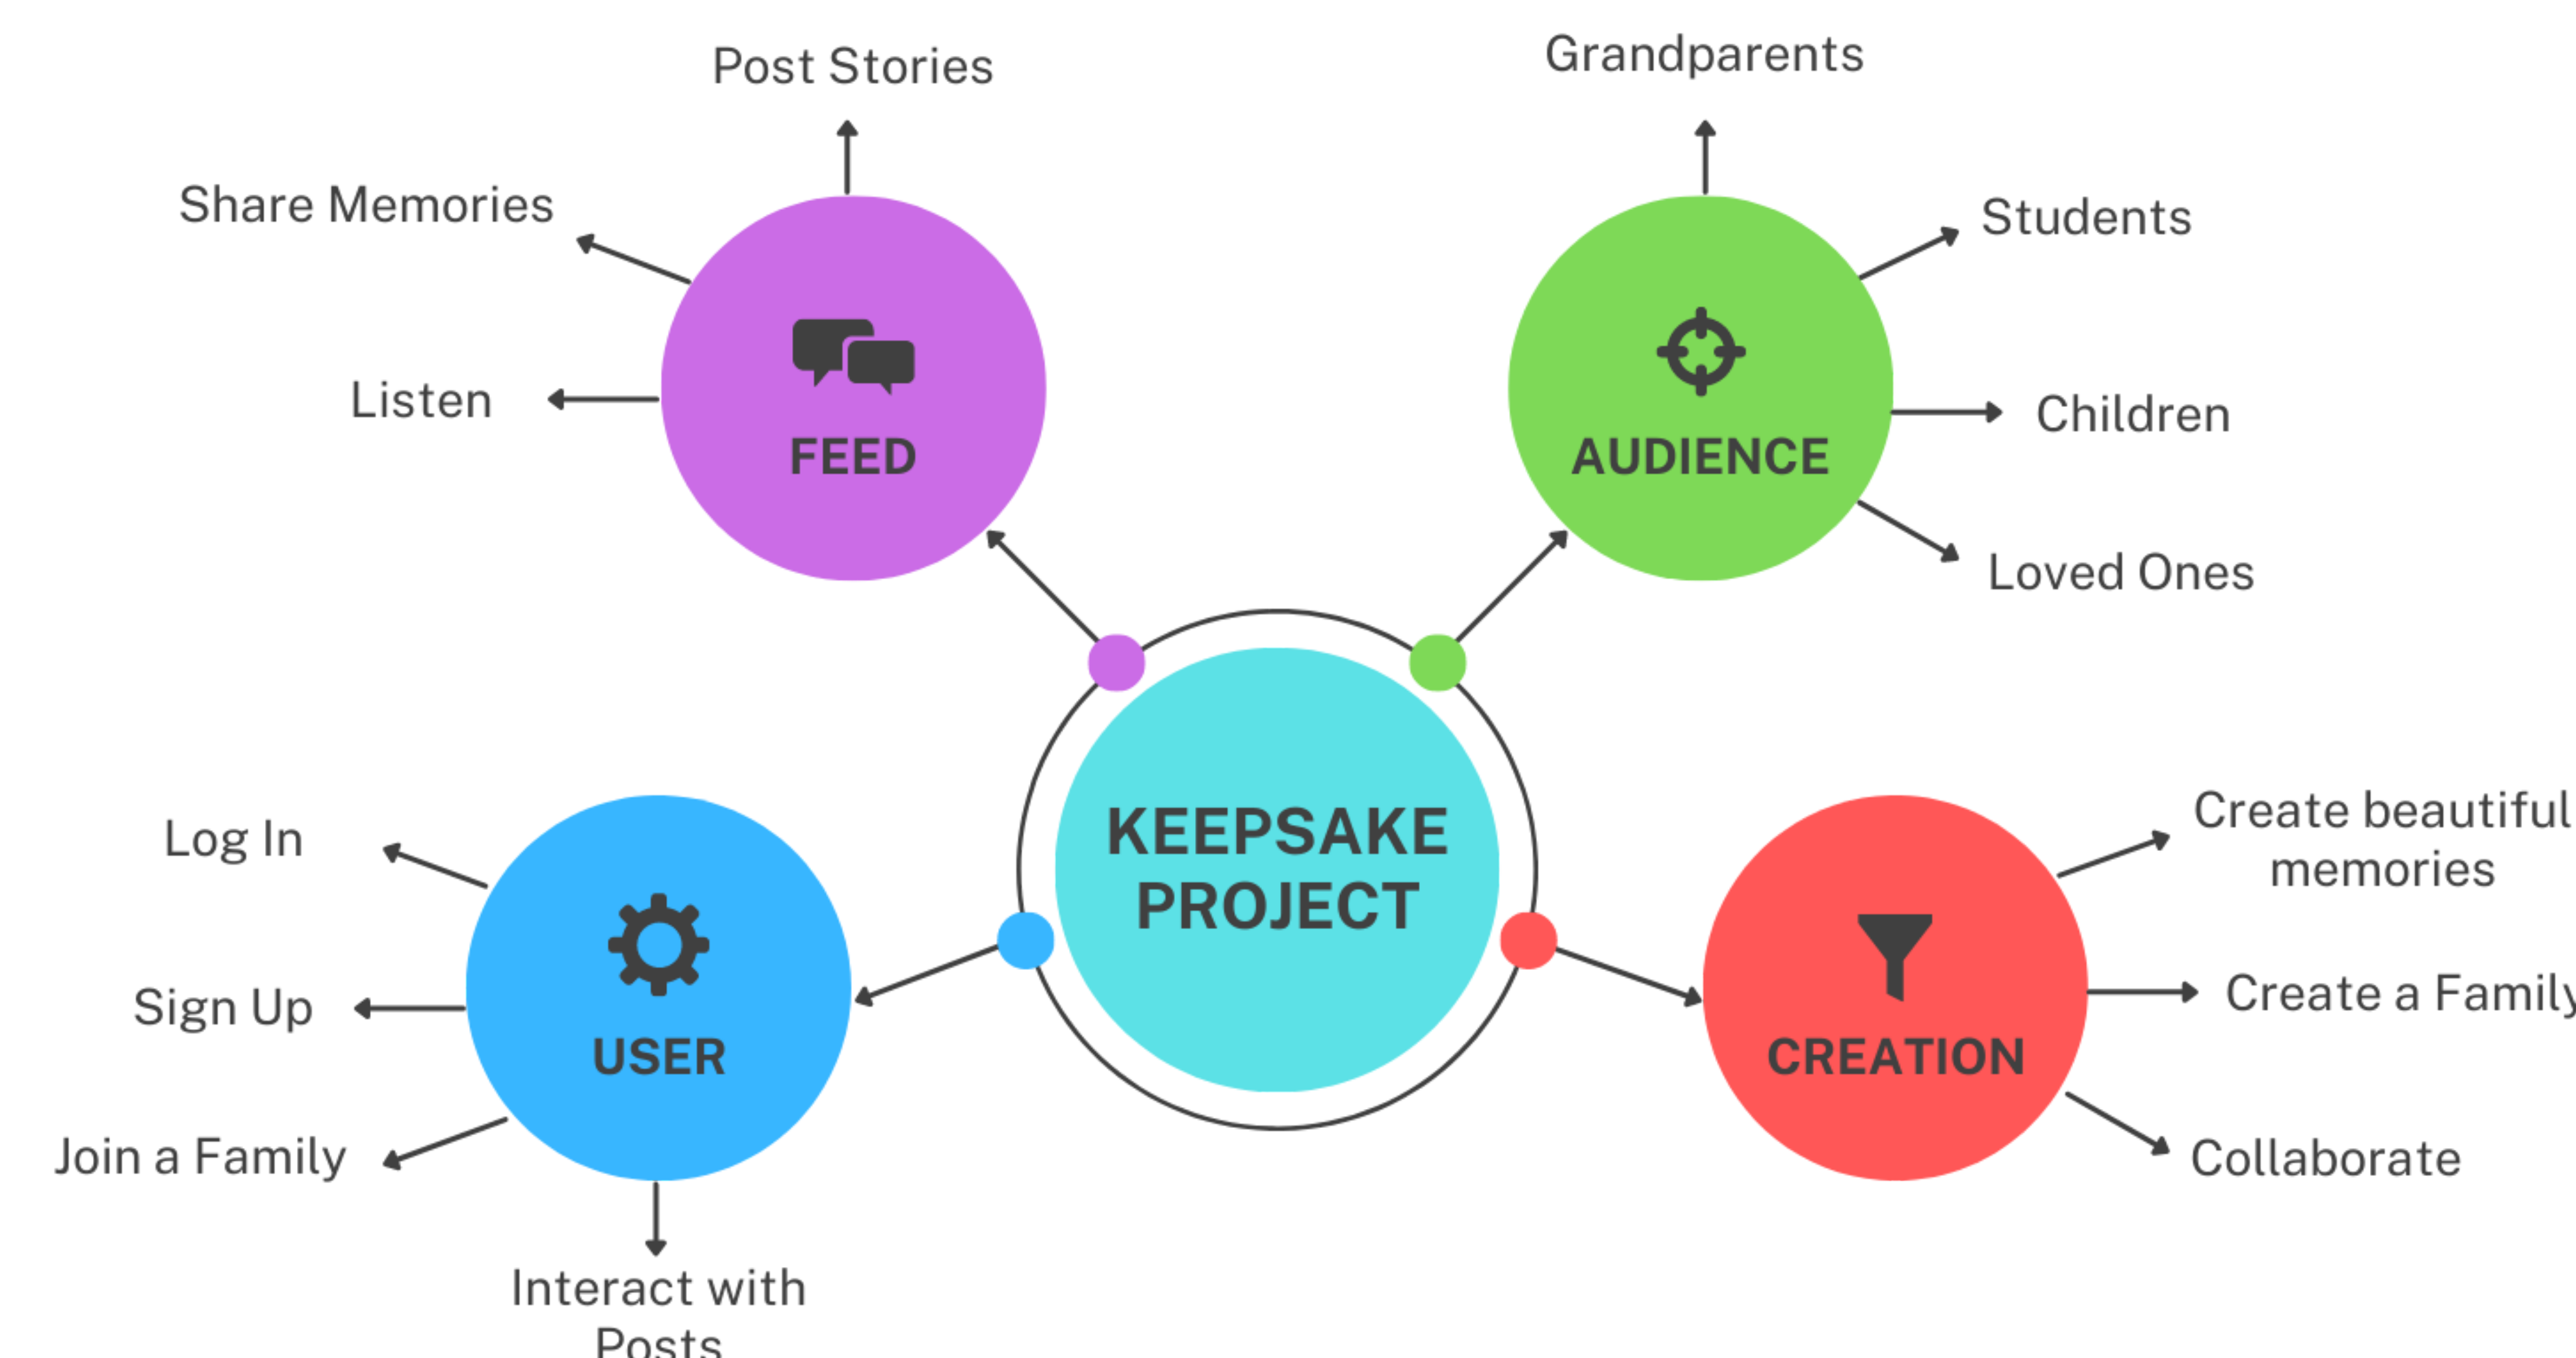 Post Stories
Share Memories
Listen
FEED
Grandparents
Students
Children
Loved Ones
AUDIENCE
KEEPSAKE
PROJECT
Log In
Sign Up
Join a Family
Interact with
Posts
USER
Create beautiful
memories
Create a Family
Collaborate
CREATION